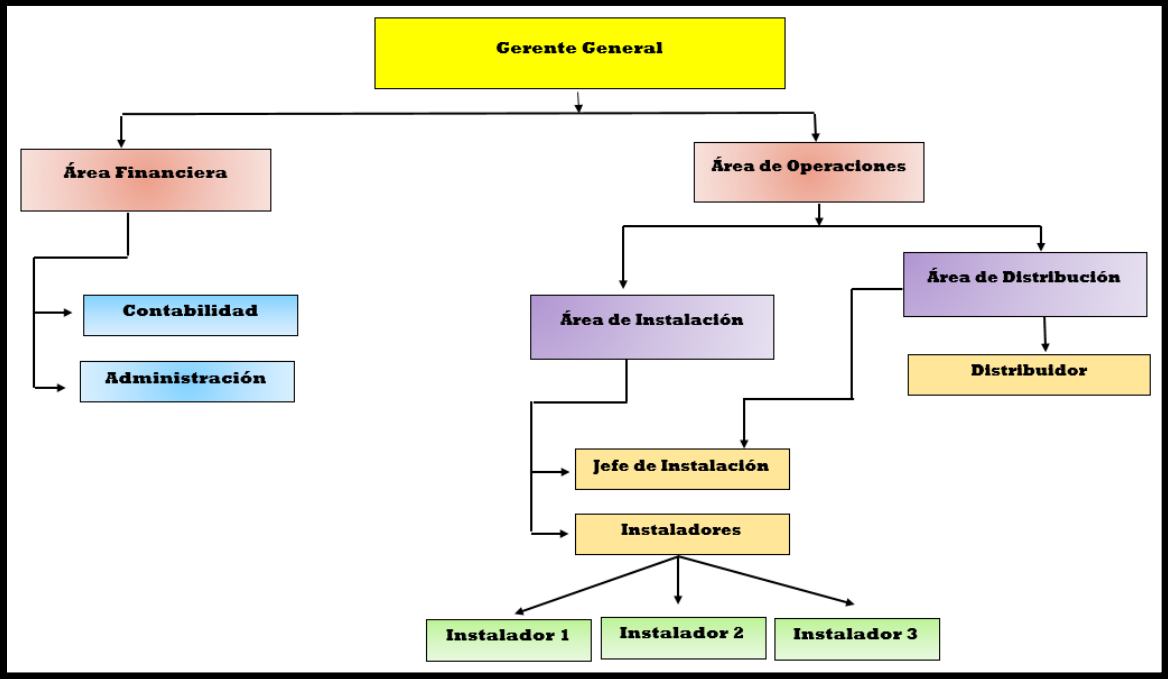 Gerente General
Área Financiera
Área de Operaciones
Área de Distribución
Contabilidad
Área de Instalación
Administración
Distribuidor
Jefe de Instalación
Instaladores
Instalador 1
Instalador 2
Instalador 3